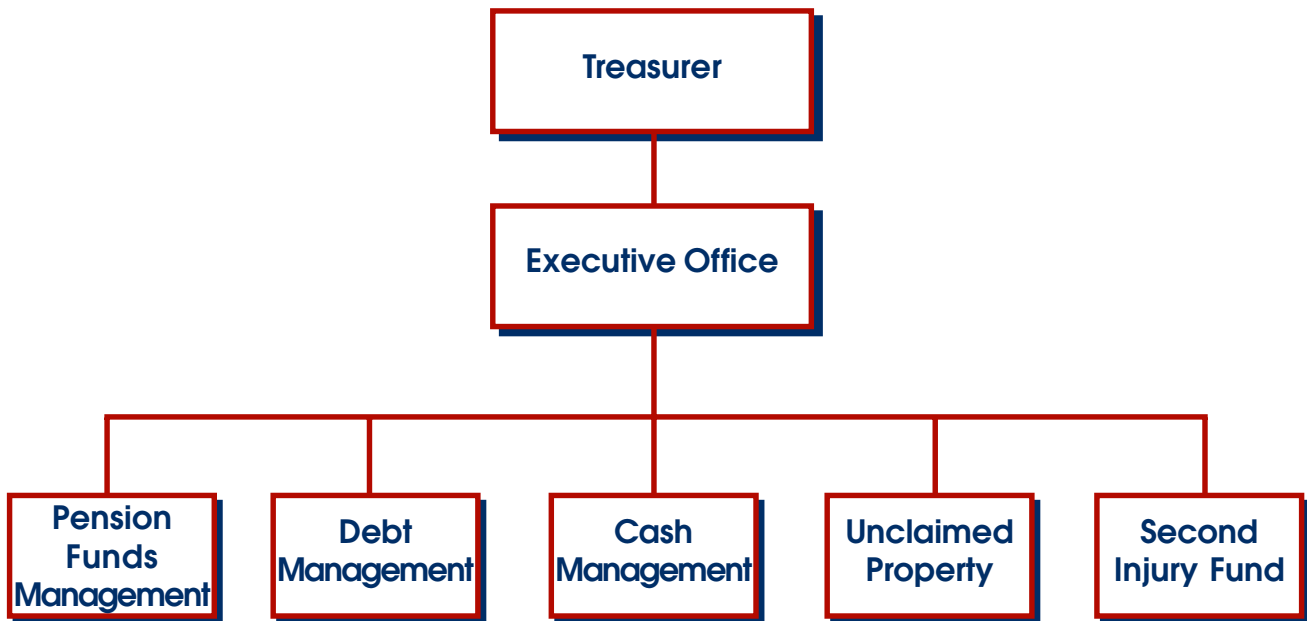 Treasurer
Executive Office
Pension
Funds
Management
Debt
Management
Cash
Management
Unclaimed
Property
Second
Injury Fund